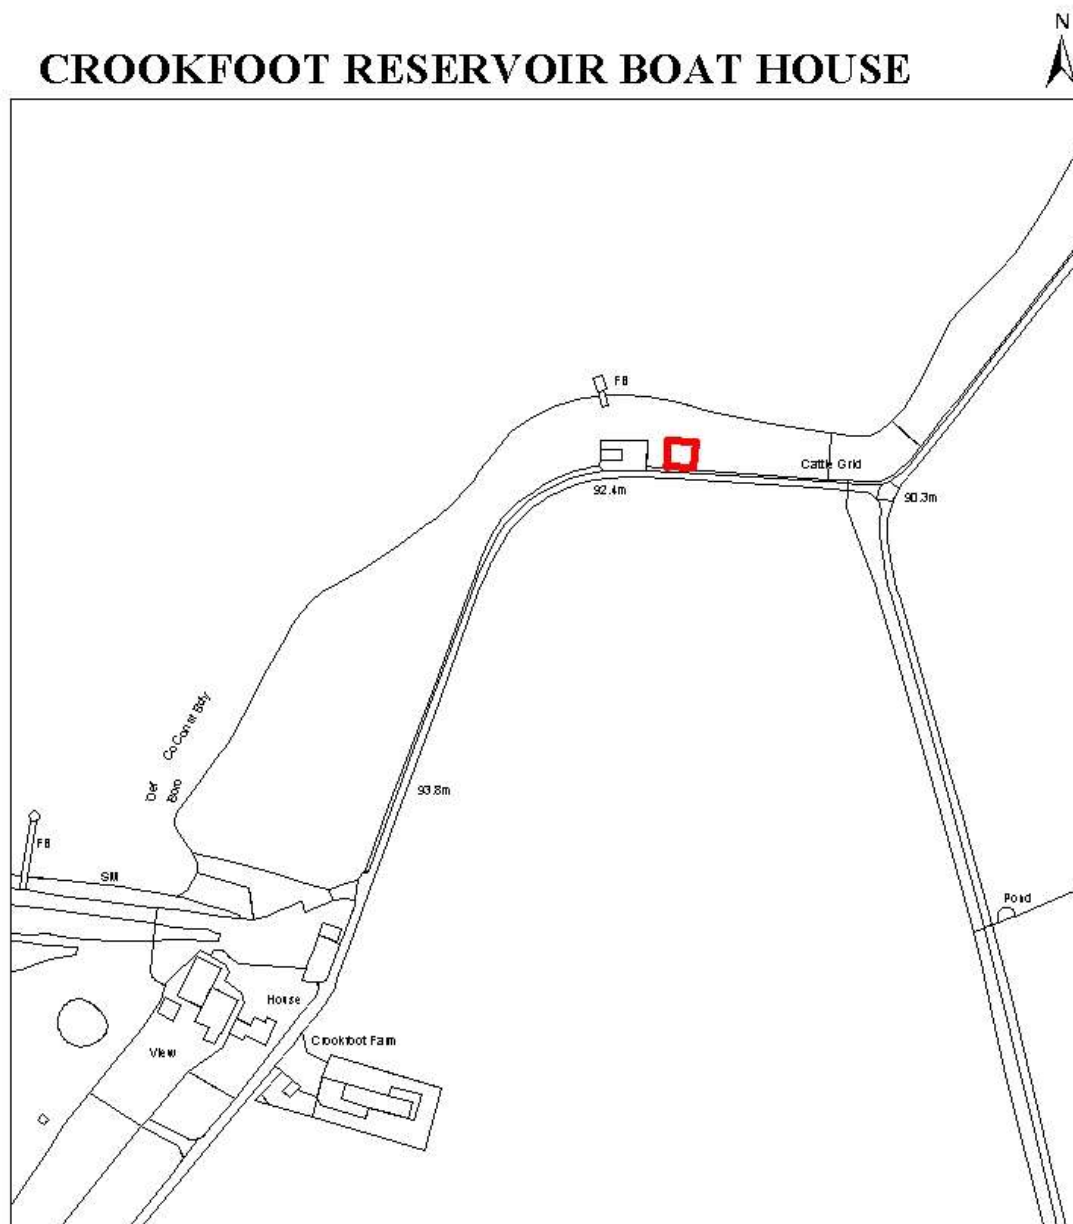 N
CROOKFOOT RESERVOIR BOAT HOUSE
FB
Cattle Grid
92.4m
90.3m
Co Const Bdy
Def
Boro
93.8m
FB
SM
Pond
House
View
Crookfoot Farm